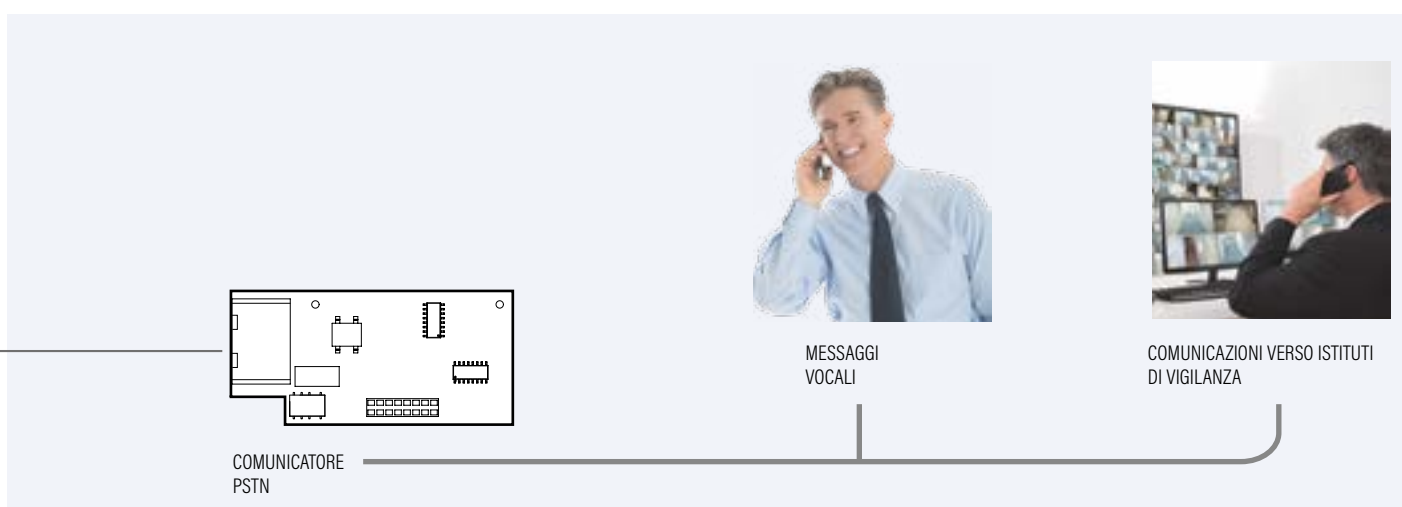 MESSAGGI
VOCALI
COMUNICAZIONI VERSO ISTITUTI
DI VIGILANZA
COMUNICATORE
PSTN